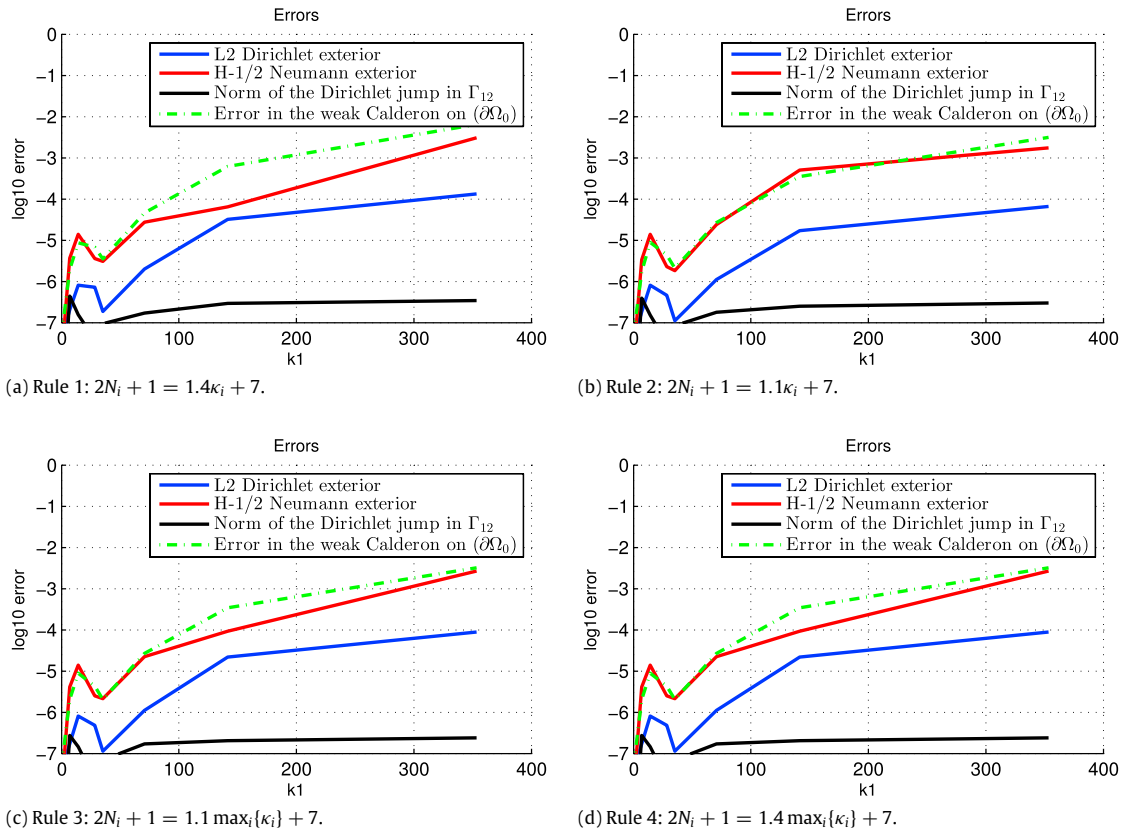 Errors
0
−1
−2
−3
−4
−5
−6
−7
log10 error
L2 Dirichlet exterior
H-1/2 Neumann exterior
Norm of the Dirichlet jump in Γ₁₂
Error in the weak Calderon on (∂Ω₀)
0 100 200 300 400
k1
(a) Rule 1: 2Nᵢ + 1 = 1.4κᵢ + 7.
Errors
0
−1
−2
−3
−4
−5
−6
−7
log10 error
L2 Dirichlet exterior
H-1/2 Neumann exterior
Norm of the Dirichlet jump in Γ₁₂
Error in the weak Calderon on (∂Ω₀)
0 100 200 300 400
k1
(b) Rule 2: 2Nᵢ + 1 = 1.1κᵢ + 7.
Errors
0
−1
−2
−3
−4
−5
−6
−7
log10 error
L2 Dirichlet exterior
H-1/2 Neumann exterior
Norm of the Dirichlet jump in Γ₁₂
Error in the weak Calderon on (∂Ω₀)
0 100 200 300 400
k1
(c) Rule 3: 2Nᵢ + 1 = 1.1 maxᵢ{κᵢ} + 7.
Errors
0
−1
−2
−3
−4
−5
−6
−7
log10 error
L2 Dirichlet exterior
H-1/2 Neumann exterior
Norm of the Dirichlet jump in Γ₁₂
Error in the weak Calderon on (∂Ω₀)
0 100 200 300 400
k1
(d) Rule 4: 2Nᵢ + 1 = 1.4 maxᵢ{κᵢ} + 7.